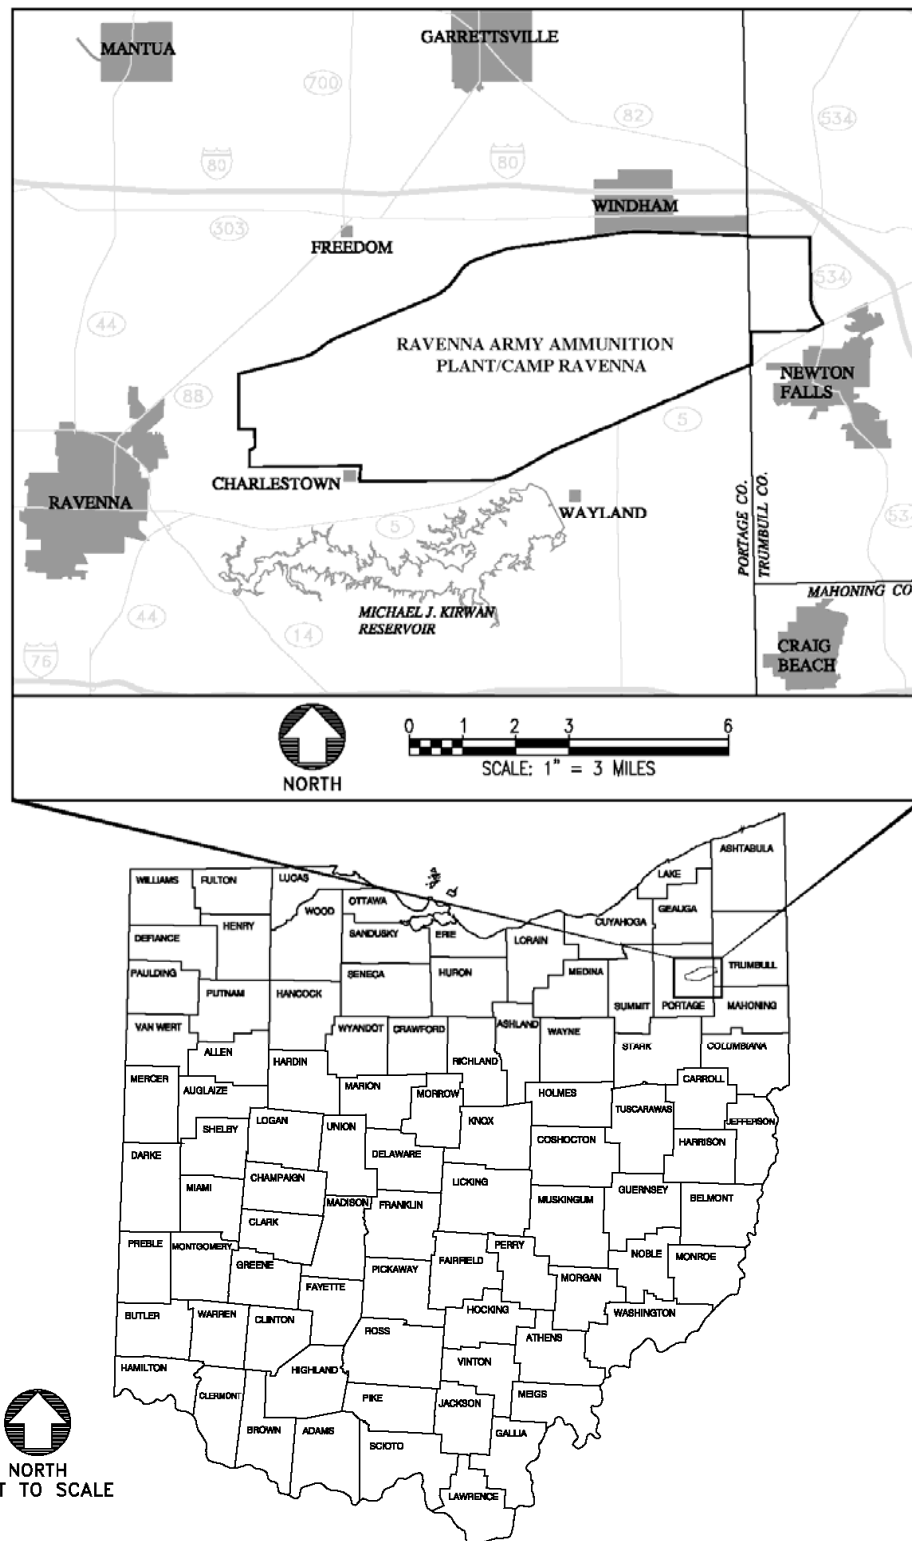 MANTUA
GARRETTSVILLE
700
82
534
80
80
WINDHAM
303
FREEDOM
534
44
RAVENNA ARMY AMMUNITION
PLANT/CAMP RAVENNA
88
NEWTON
FALLS
5
CHARLESTOWN
RAVENNA
WAYLAND
5
PORTAGE CO.
TRUMBULL CO.
MAHONING CO
MICHAEL J. KIRWAN
RESERVOIR
44
14
76
CRAIG
BEACH
NORTH
0 1 2 3 6
SCALE: 1" = 3 MILES
ASHTABULA
LAKE
WILLIAMS
FULTON
LUCAS
OTTAWA
WOOD
GEAUGA
CUYAHOGA
HENRY
SANDUSKY
ERIE
LORAIN
DEFIANCE
TRUMBULL
PAULDING
SENECA
HURON
MEDINA
PUTNAM
HANCOCK
SUMMIT
PORTAGE
MAHONING
VAN WERT
WYANDOT
CRAWFORD
ASHLAND
WAYNE
STARK
COLUMBIANA
ALLEN
HARDIN
RICHLAND
MERCER
AUGLAIZE
MARION
MORROW
HOLMES
CARROLL
TUSCARAWAS
JEFFERSON
LOGAN
UNION
KNOX
SHELBY
COSHOCTON
HARRISON
DARKE
DELAWARE
CHAMPAIGN
LICKING
MIAMI
GUERNSEY
MADISON
FRANKLIN
MUSKINGUM
BELMONT
CLARK
PREBLE
MONTGOMERY
PERRY
GREENE
PICKAWAY
FAIRFIELD
NOBLE
MONROE
FAYETTE
MORGAN
BUTLER
WARREN
CLINTON
HOCKING
WASHINGTON
ROSS
ATHENS
HAMILTON
HIGHLAND
VINTON
CLERMONT
PIKE
JACKSON
MEIGS
BROWN
ADAMS
SCIOTO
GALLIA
LAWRENCE
NORTH
T TO SCALE